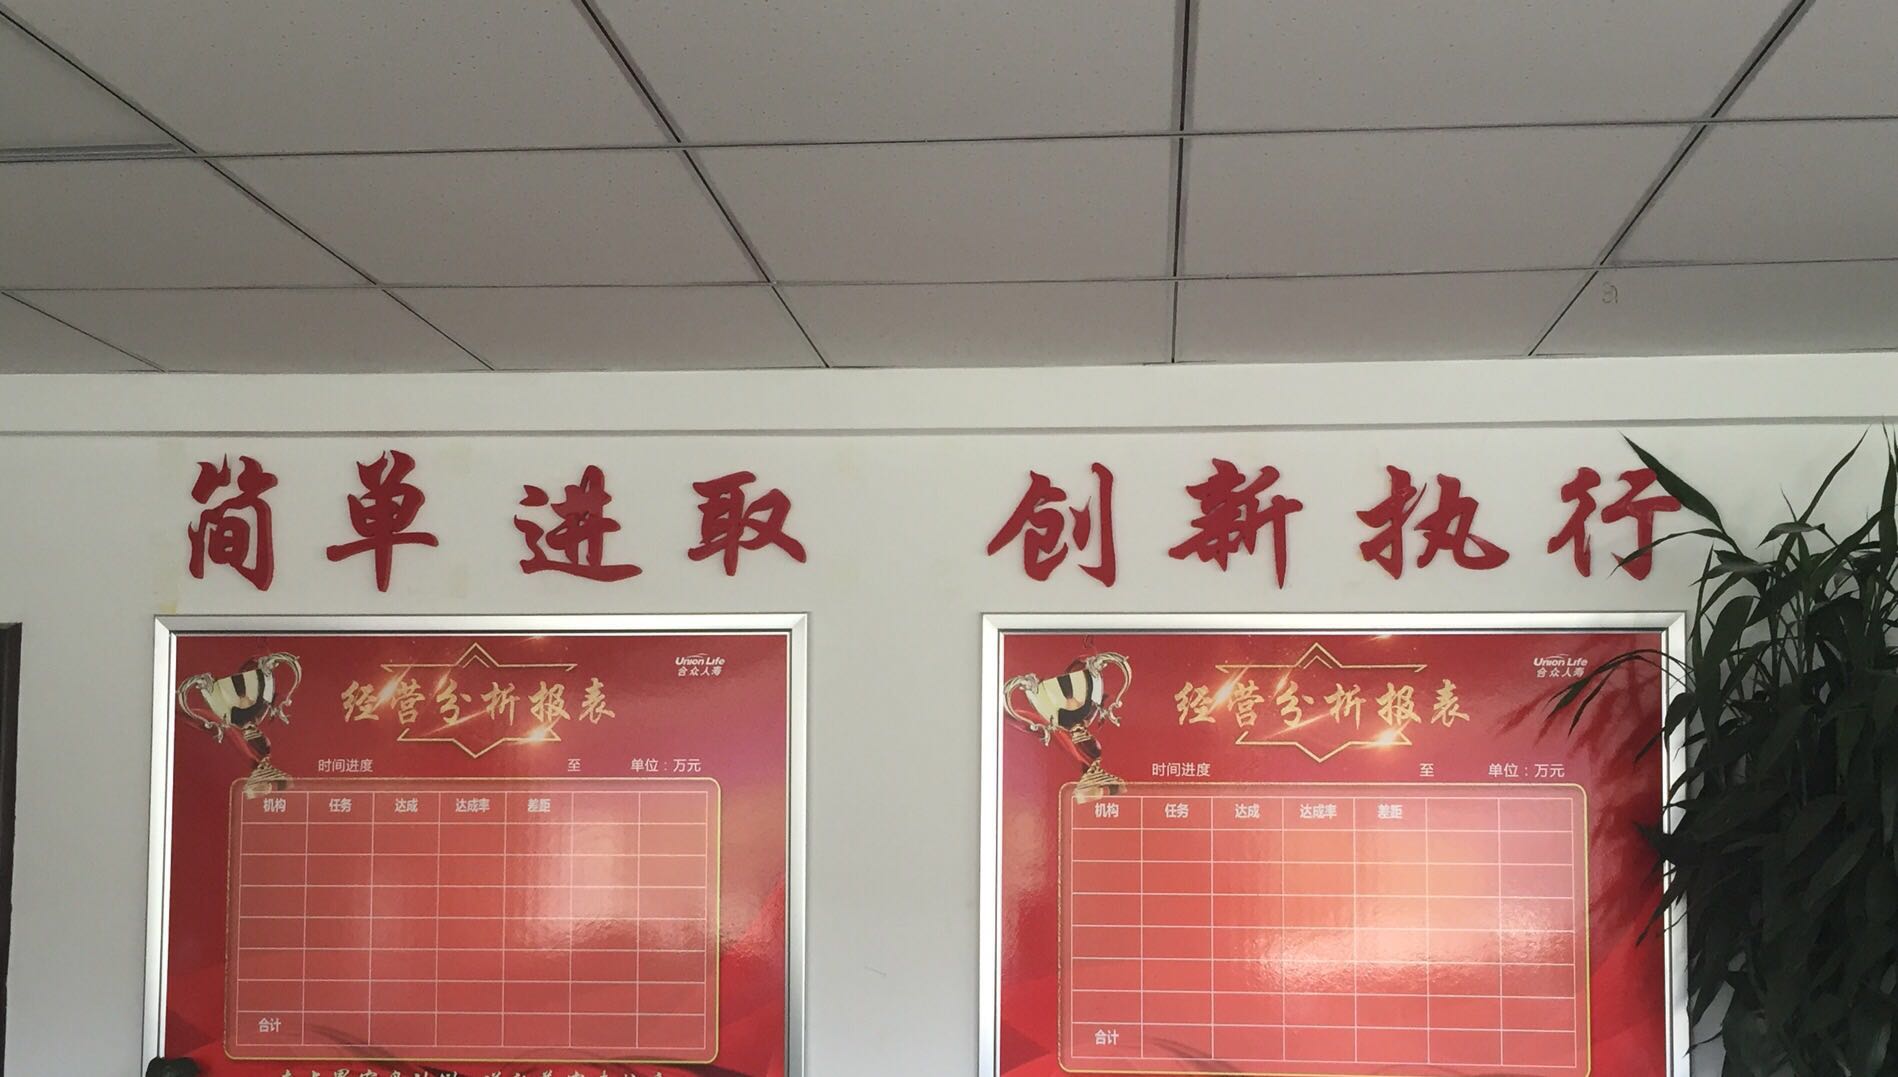 简单进取 创新执行
Union Life
合众人寿
经营分析报表
时间进度 至 单位：万元
机构 任务 达成 达成率 差距
合计
Union Life
合众人寿
经营分析报表
时间进度 至 单位：万元
机构 任务 达成 达成率 差距
合计